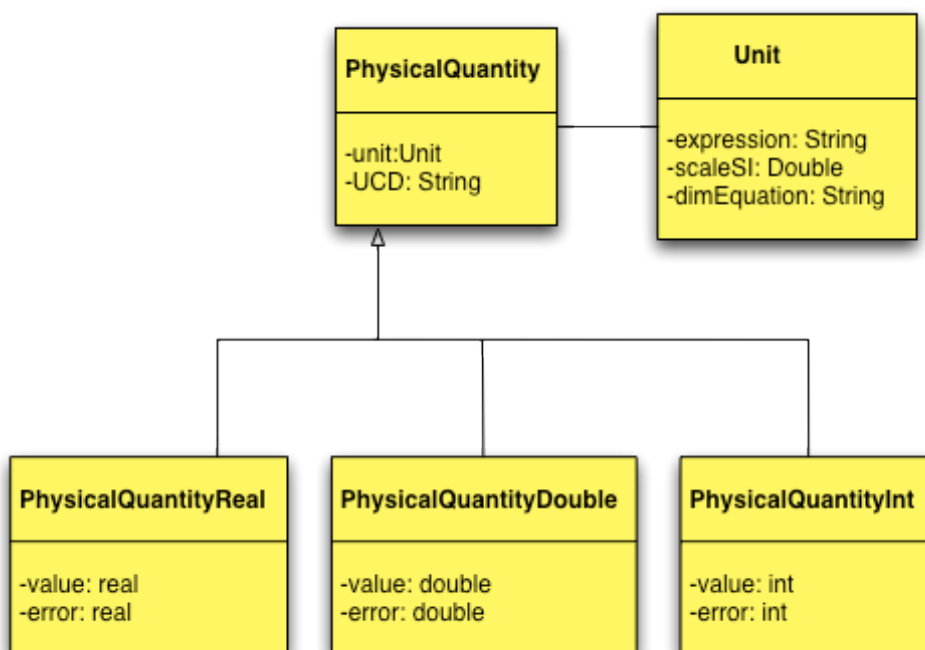 PhysicalQuantity
-unit:Unit
-UCD: String
Unit
-expression: String
-scaleSI: Double
-dimEquation: String
PhysicalQuantityReal
-value: real
-error: real
PhysicalQuantityDouble
-value: double
-error: double
PhysicalQuantityInt
-value: int
-error: int